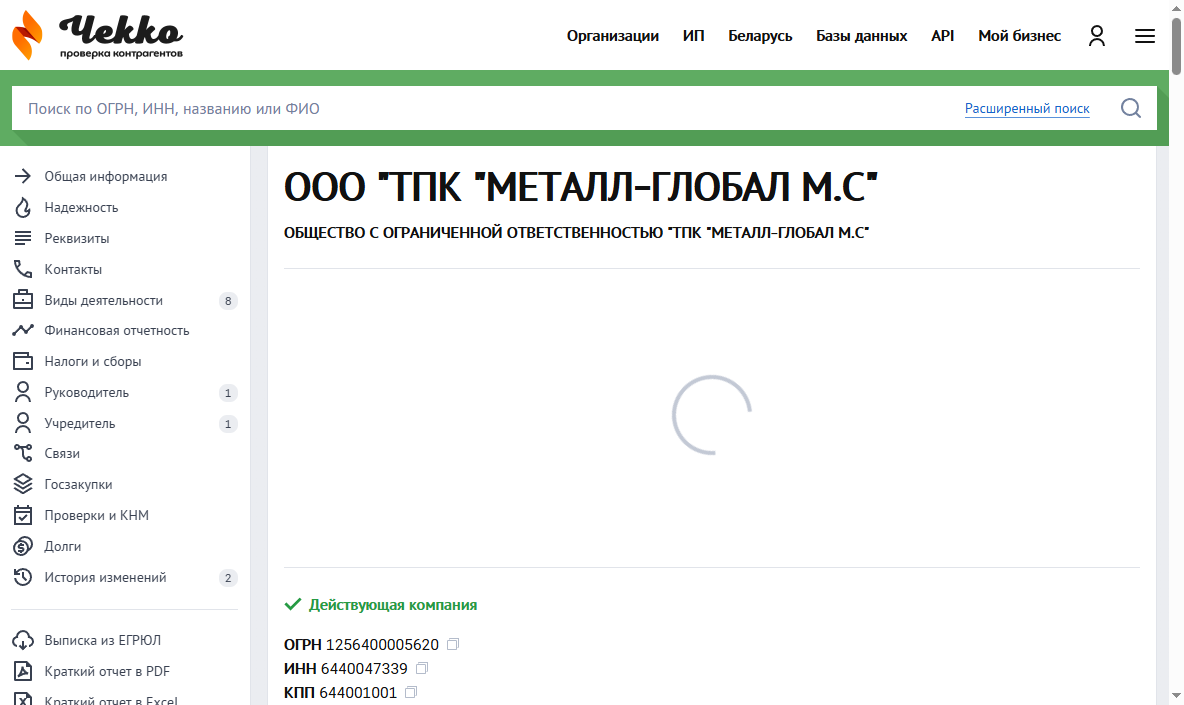 Чекко
проверка контрагентов
Организации ИП Беларусь Базы данных API Мой бизнес
Поиск по ОГРН, ИНН, названию или ФИО
Расширенный поиск
Общая информация
Надежность
Реквизиты
Контакты
Виды деятельности 8
Финансовая отчетность
Налоги и сборы
Руководитель 1
Учредитель 1
Связи
Госзакупки
Проверки и КНМ
Долги
История изменений 2
Выписка из ЕГРЮЛ
Краткий отчет в PDF
Краткий отчет в Excel
ООО "ТПК "МЕТАЛЛ-ГЛОБАЛ М.С"
ОБЩЕСТВО С ОГРАНИЧЕННОЙ ОТВЕТСТВЕННОСТЬЮ "ТПК "МЕТАЛЛ-ГЛОБАЛ М.С"
Действующая компания
ОГРН 1256400005620
ИНН 6440047339
КПП 644001001